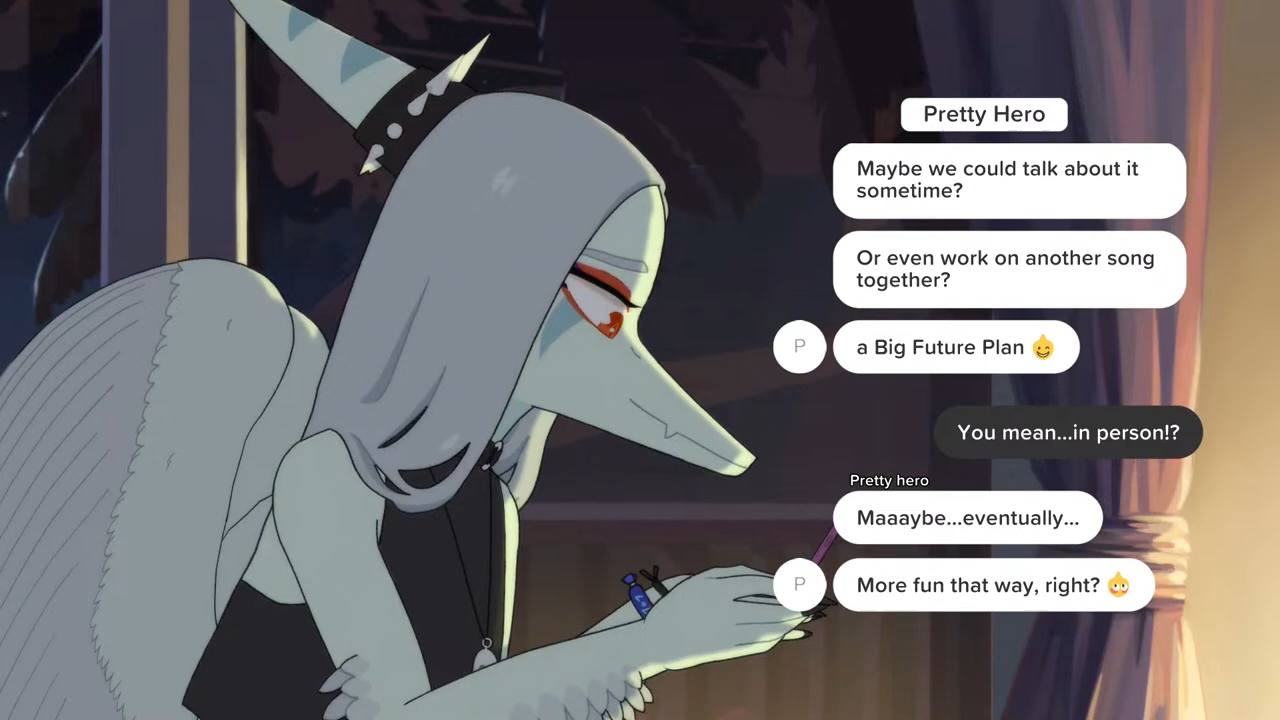 Pretty Hero
Maybe we could talk about it
sometime?
Or even work on another song
together?
P
a Big Future Plan
You mean...in person!?
Pretty hero
Maaaybe...eventually...
P
More fun that way, right?